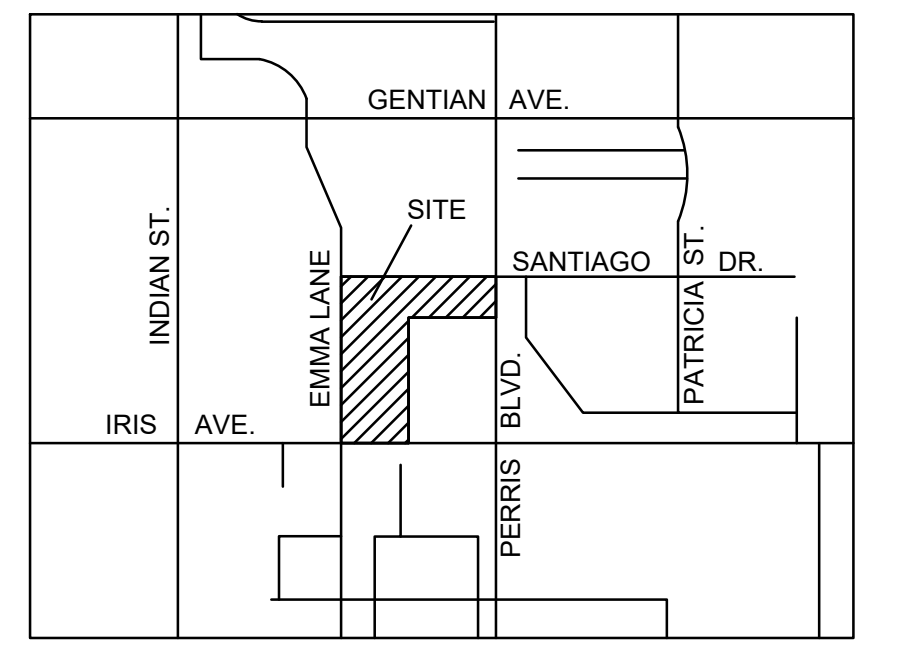 GENTIAN AVE.
SITE
INDIAN ST.
EMMA LANE
SANTIAGO DR.
PATRICIA ST.
IRIS AVE.
PERRIS BLVD.